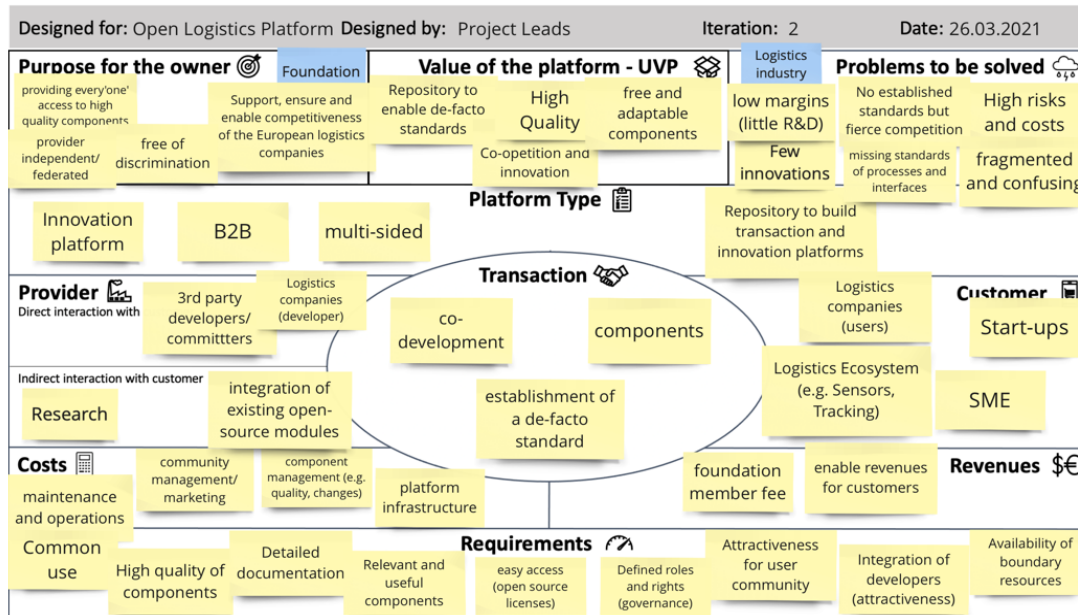 Designed for: Open Logistics Platform Designed by: Project Leads Iteration: 2 Date: 26.03.2021
Purpose for the owner
Foundation
providing every'one'
access to high
quality components
Support, ensure and
enable competitiveness
of the European logistics
companies
provider
independent/
federated
free of
discrimination
Value of the platform - UVP
Repository to
enable de-facto
standards
High
Quality
free and
adaptable
components
Co-opetition and
innovation
Logistics
industry
Problems to be solved
low margins
(little R&D)
No established
standards but
fierce competition
High risks
and costs
Few
innovations
missing standards
of processes and
interfaces
fragmented
and confusing
Platform Type
Innovation
platform
B2B
multi-sided
Repository to build
transaction and
innovation platforms
Provider
Direct interaction with
3rd party
developers/
committters
Logistics
companies
(developer)
Indirect interaction with customer
Research
integration of
existing open-
source modules
Transaction
co-
development
components
establishment of
a de-facto
standard
Customer
Logistics
companies
(users)
Start-ups
Logistics Ecosystem
(e.g. Sensors,
Tracking)
SME
Costs
maintenance
and operations
community
management/
marketing
component
management (e.g.
quality, changes)
platform
infrastructure
Revenues $€
foundation
member fee
enable revenues
for customers
Requirements
Common
use
High quality of
components
Detailed
documentation
Relevant and
useful
components
easy access
(open source
licenses)
Defined roles
and rights
(governance)
Attractiveness
for user
community
Integration of
developers
(attractiveness)
Availability of
boundary
resources